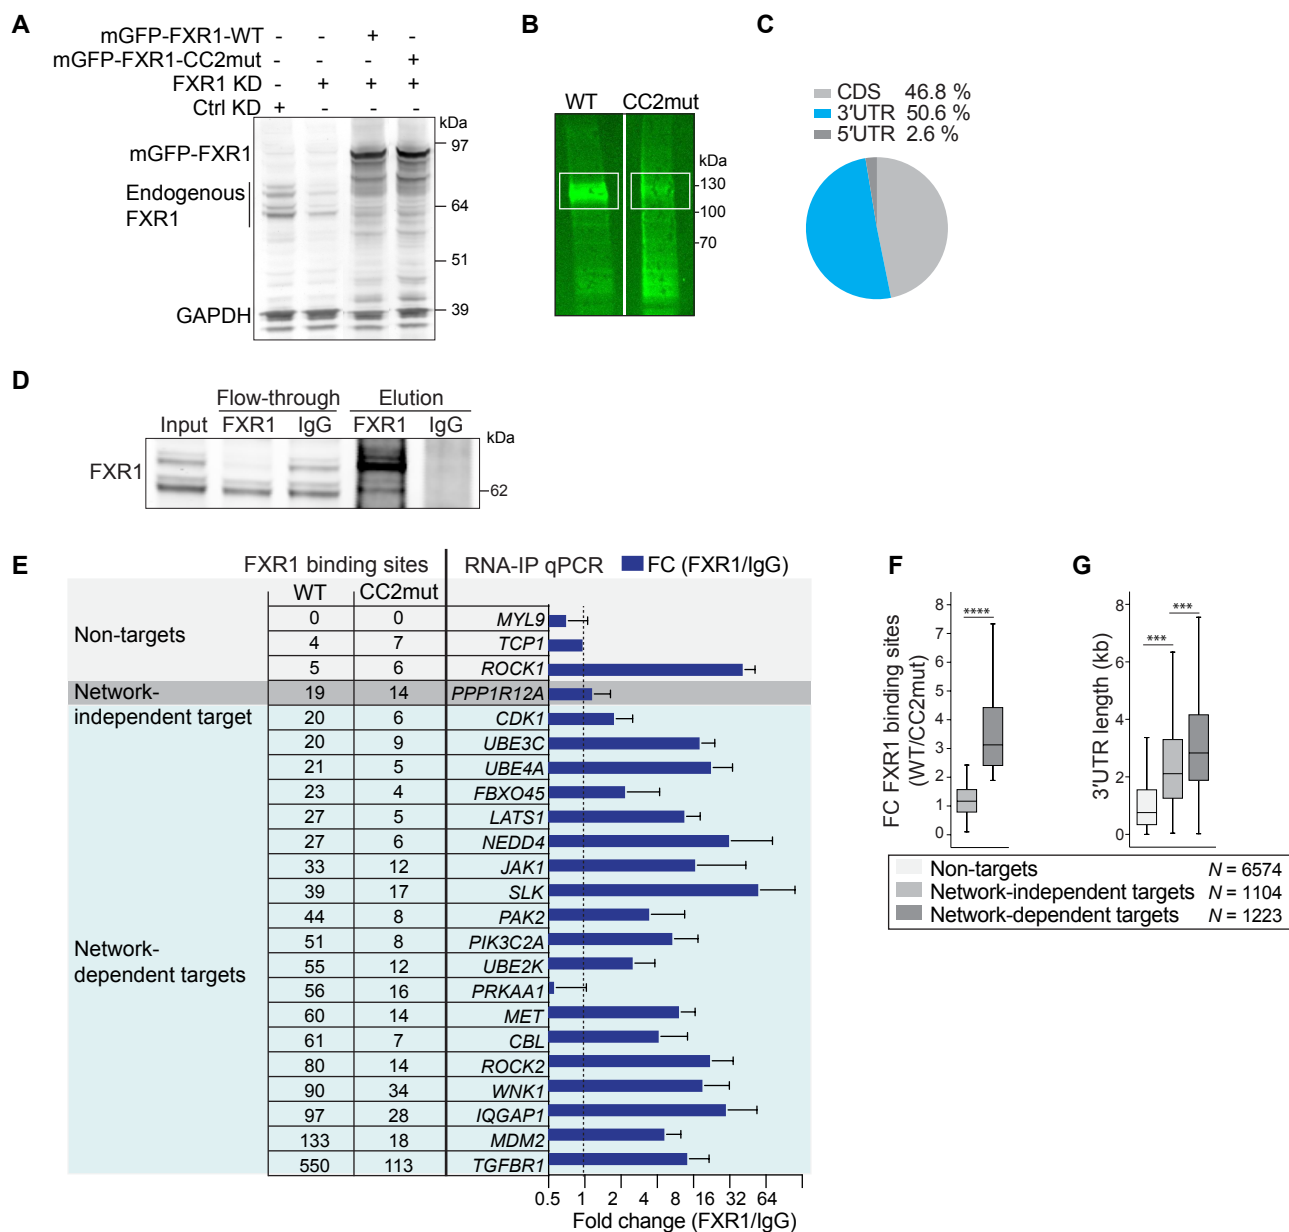 A
mGFP-FXR1-WT - - + -
mGFP-FXR1-CC2mut - - - +
FXR1 KD - + + +
Ctrl KD + - - -
kDa
mGFP-FXR1
97
Endogenous
FXR1
64
51
GAPDH
39
B
WT CC2mut
kDa
130
100
70
C
CDS 46.8 %
3′UTR 50.6 %
5′UTR 2.6 %
D
Flow-through Elution
Input FXR1 IgG FXR1 IgG
kDa
FXR1
62
E
FXR1 binding sites RNA-IP qPCR FC (FXR1/IgG)
WT CC2mut
Non-targets
0 0 MYL9
4 7 TCP1
5 6 ROCK1
Network-
independent target
19 14 PPP1R12A
20 6 CDK1
20 9 UBE3C
21 5 UBE4A
23 4 FBXO45
27 5 LATS1
27 6 NEDD4
33 12 JAK1
39 17 SLK
44 8 PAK2
Network-
dependent targets
51 8 PIK3C2A
55 12 UBE2K
56 16 PRKAA1
60 14 MET
61 7 CBL
80 14 ROCK2
90 34 WNK1
97 28 IQGAP1
133 18 MDM2
550 113 TGFBR1
0.5 1 2 4 8 16 32 64
Fold change (FXR1/IgG)
F
FC FXR1 binding sites
(WT/CC2mut)
8
7
6
5
4
3
2
1
0
****
G
3′UTR length (kb)
8
6
4
2
0
***
***
Non-targets N = 6574
Network-independent targets N = 1104
Network-dependent targets N = 1223